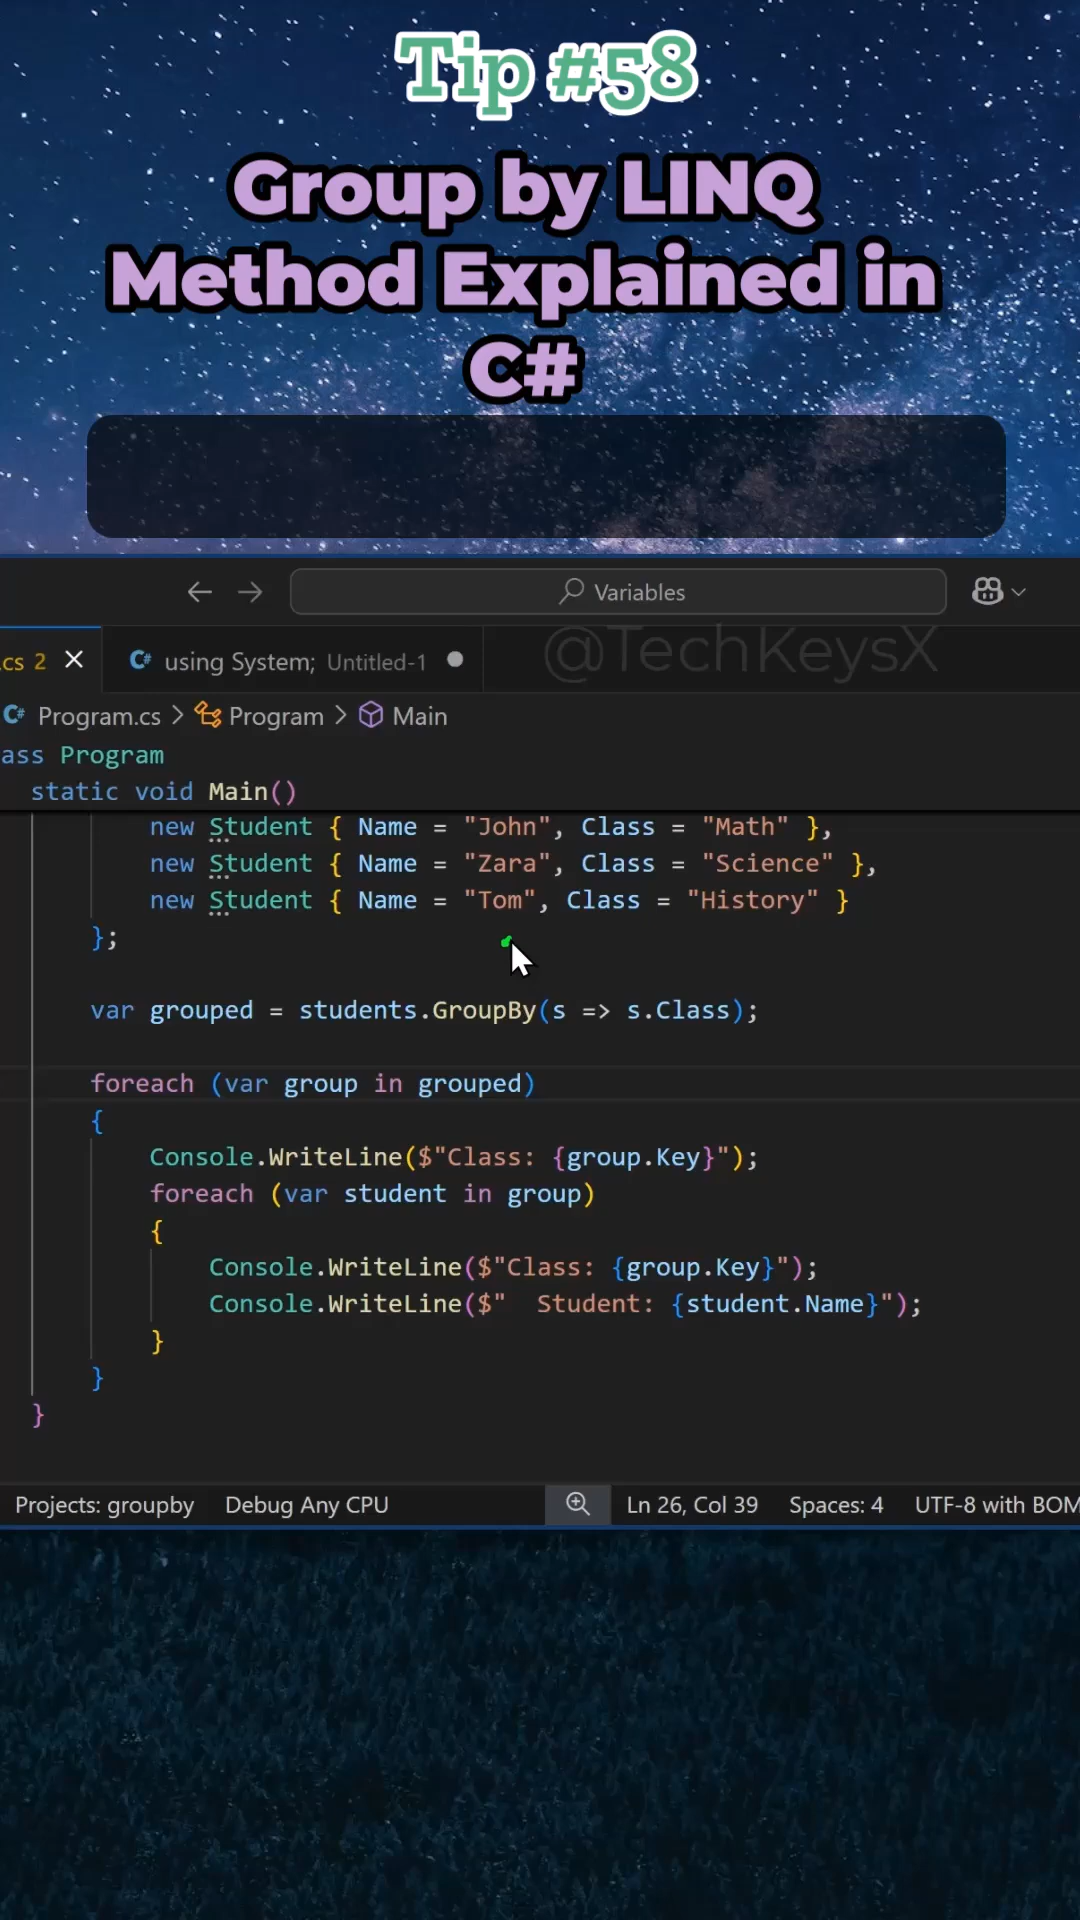 Tip #58
Group by LINQ
Method Explained in
C#
Variables
.cs 2
using System; Untitled-1
@TechKeysX
Program.cs > Program > Main
ass Program
static void Main()
new Student { Name = "John", Class = "Math" },
new Student { Name = "Zara", Class = "Science" },
new Student { Name = "Tom", Class = "History" }
};
var grouped = students.GroupBy(s => s.Class);
foreach (var group in grouped)
{
Console.WriteLine($"Class: {group.Key}");
foreach (var student in group)
{
Console.WriteLine($"Class: {group.Key}");
Console.WriteLine($"  Student: {student.Name}");
}
}
}
Projects: groupby Debug Any CPU Ln 26, Col 39 Spaces: 4 UTF-8 with BOM